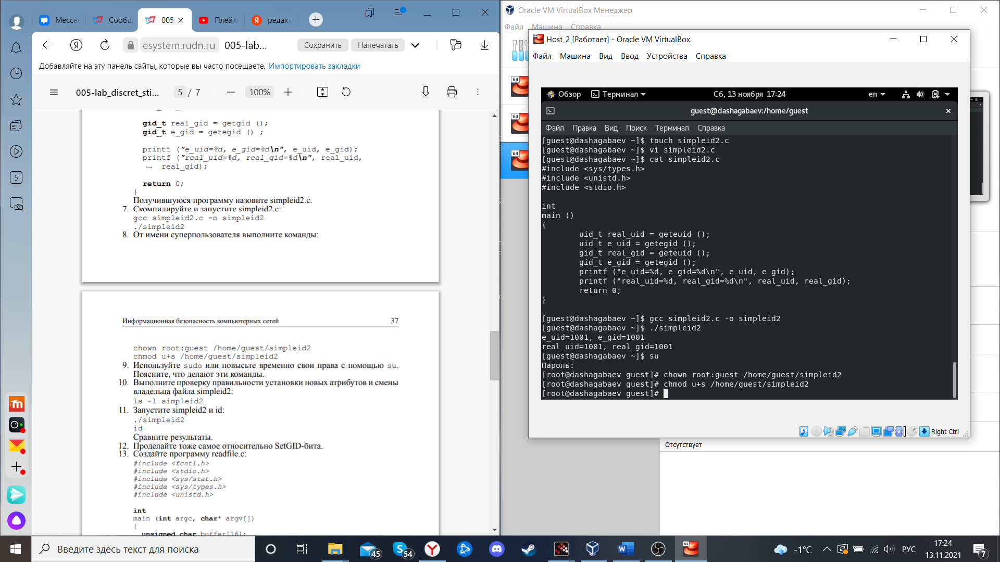 Мессе
Сообщ
005
Плейл
редакт
esystem.rudn.ru
005-lab...
Сохранить
Напечатать
Добавляйте на эту панель сайты, которые вы часто посещаете. Импортировать закладки
005-lab_discret_sti...
5 / 7
100%
gid_t real_gid = getgid ();
gid_t e_gid = getegid () ;
printf ("e_uid=%d, e_gid=%d\n", e_uid, e_gid);
printf ("real_uid=%d, real_gid=%d\n", real_uid,
↪ real_gid);
return 0;
}
Получившуюся программу назовите simpleid2.c.
7. Скомпилируйте и запустите simpleid2.c:
gcc simpleid2.c -o simpleid2
./simpleid2
8. От имени суперпользователя выполните команды:
Информационная безопасность компьютерных сетей 37
chown root:guest /home/guest/simpleid2
chmod u+s /home/guest/simpleid2
9. Используйте sudo или повысьте временно свои права с помощью su.
Поясните, что делают эти команды.
10. Выполните проверку правильности установки новых атрибутов и смены
владельца файла simpleid2:
ls -l simpleid2
11. Запустите simpleid2 и id:
./simpleid2
id
Сравните результаты.
12. Проделайте тоже самое относительно SetGID-бита.
13. Создайте программу readfile.c:
#include <fcntl.h>
#include <stdio.h>
#include <sys/stat.h>
#include <sys/types.h>
#include <unistd.h>
int
main (int argc, char* argv[])
{
unsigned char buffer[16];
5
Oracle VM VirtualBox Менеджер
Файл Машина Справка
64
64
64
Host_2 [Работает] - Oracle VM VirtualBox
Файл Машина Вид Ввод Устройства Справка
Обзор Терминал Сб, 13 ноября 17:24 en
guest@dashagabaev:/home/guest
Файл Правка Вид Поиск Терминал Справка
[guest@dashagabaev ~]$ touch simpleid2.c
[guest@dashagabaev ~]$ vi simpleid2.c
[guest@dashagabaev ~]$ cat simpleid2.c
#include <sys/types.h>
#include <unistd.h>
#include <stdio.h>
int
main ()
{
uid_t real_uid = geteuid ();
uid_t e_uid = getegid ();
gid_t real_gid = geteuid ();
gid_t e_gid = getegid ();
printf ("e_uid=%d, e_gid=%d\n", e_uid, e_gid);
printf ("real_uid=%d, real_gid=%d\n", real_uid, real_gid);
return 0;
}
[guest@dashagabaev ~]$ gcc simpleid2.c -o simpleid2
[guest@dashagabaev ~]$ ./simpleid2
e_uid=1001, e_gid=1001
real_uid=1001, real_gid=1001
[guest@dashagabaev ~]$ su
Пароль:
[root@dashagabaev guest]# chown root:guest /home/guest/simpleid2
[root@dashagabaev guest]# chmod u+s /home/guest/simpleid2
[root@dashagabaev guest]#
Right Ctrl
Отсутствует
Введите здесь текст для поиска
45
54
64
-1°C
РУС
17:24
13.11.2021
7